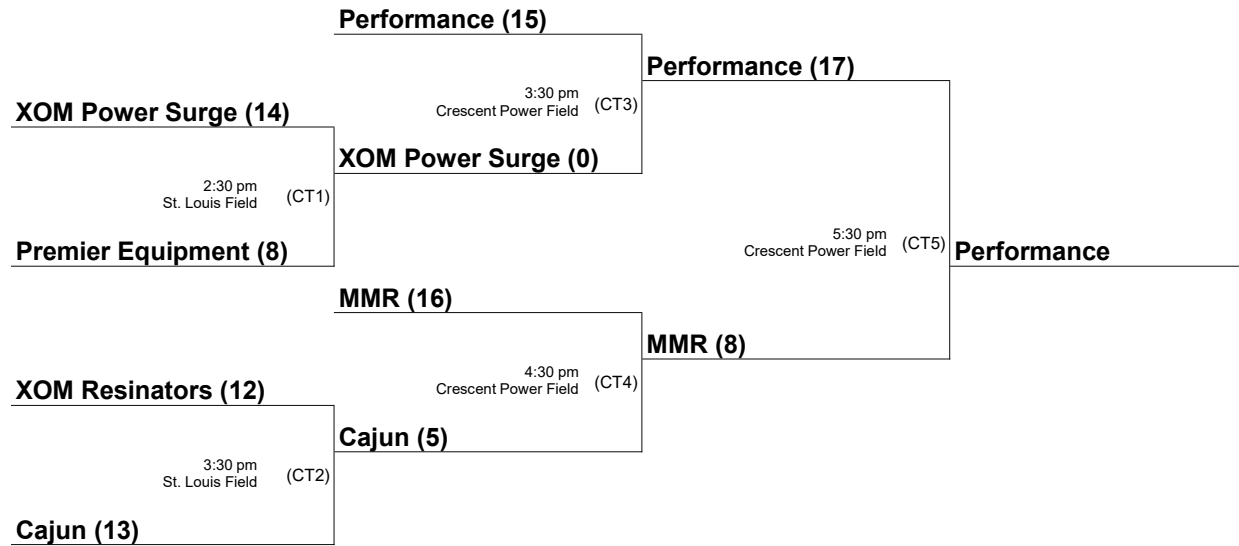 Performance (15)
Performance (17)
3:30 pm
Crescent Power Field
(CT3)
XOM Power Surge (14)
XOM Power Surge (0)
2:30 pm
St. Louis Field
(CT1)
Premier Equipment (8)
5:30 pm
Crescent Power Field
(CT5)
Performance
MMR (16)
MMR (8)
4:30 pm
Crescent Power Field
(CT4)
XOM Resinators (12)
Cajun (5)
3:30 pm
St. Louis Field
(CT2)
Cajun (13)